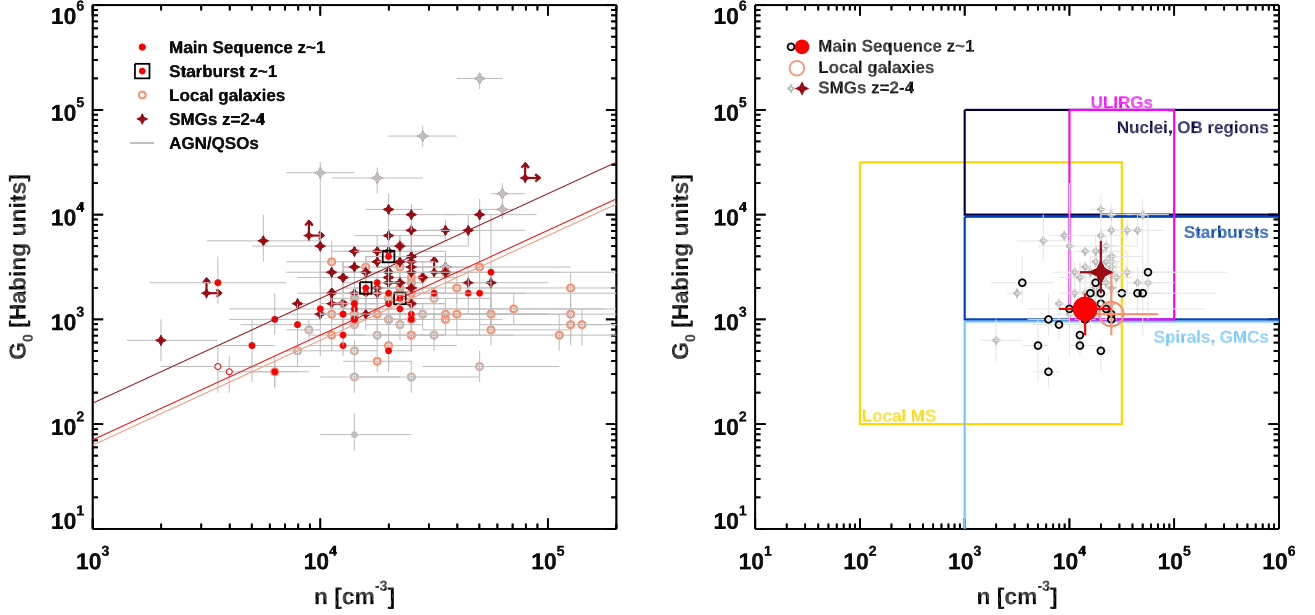 10^6
10^5
10^4
10^3
10^2
10^1
G_0 [Habing units]
Main Sequence z~1
Starburst z~1
Local galaxies
SMGs z=2-4
AGN/QSOs
10^3
10^4
10^5
n [cm^-3]
10^6
10^5
10^4
10^3
10^2
10^1
G_0 [Habing units]
Main Sequence z~1
Local galaxies
SMGs z=2-4
ULIRGs
Nuclei, OB regions
Starbursts
Spirals, GMCs
Local MS
10^1
10^2
10^3
10^4
10^5
10^6
n [cm^-3]